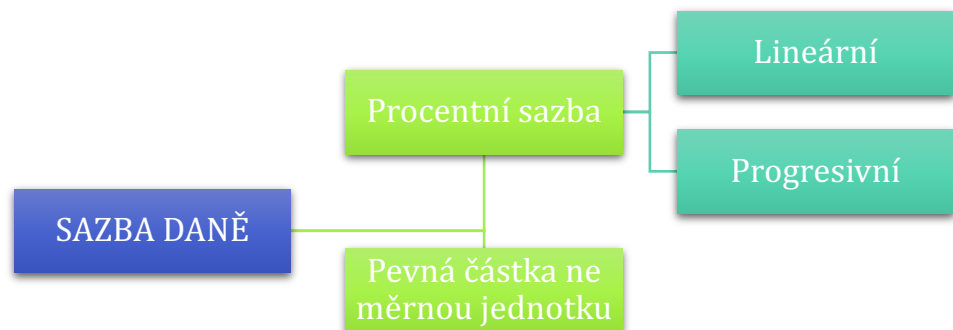 Lineární
Procentní sazba
Progresivní
SAZBA DANĚ
Pevná částka ne
měrnou jednotku